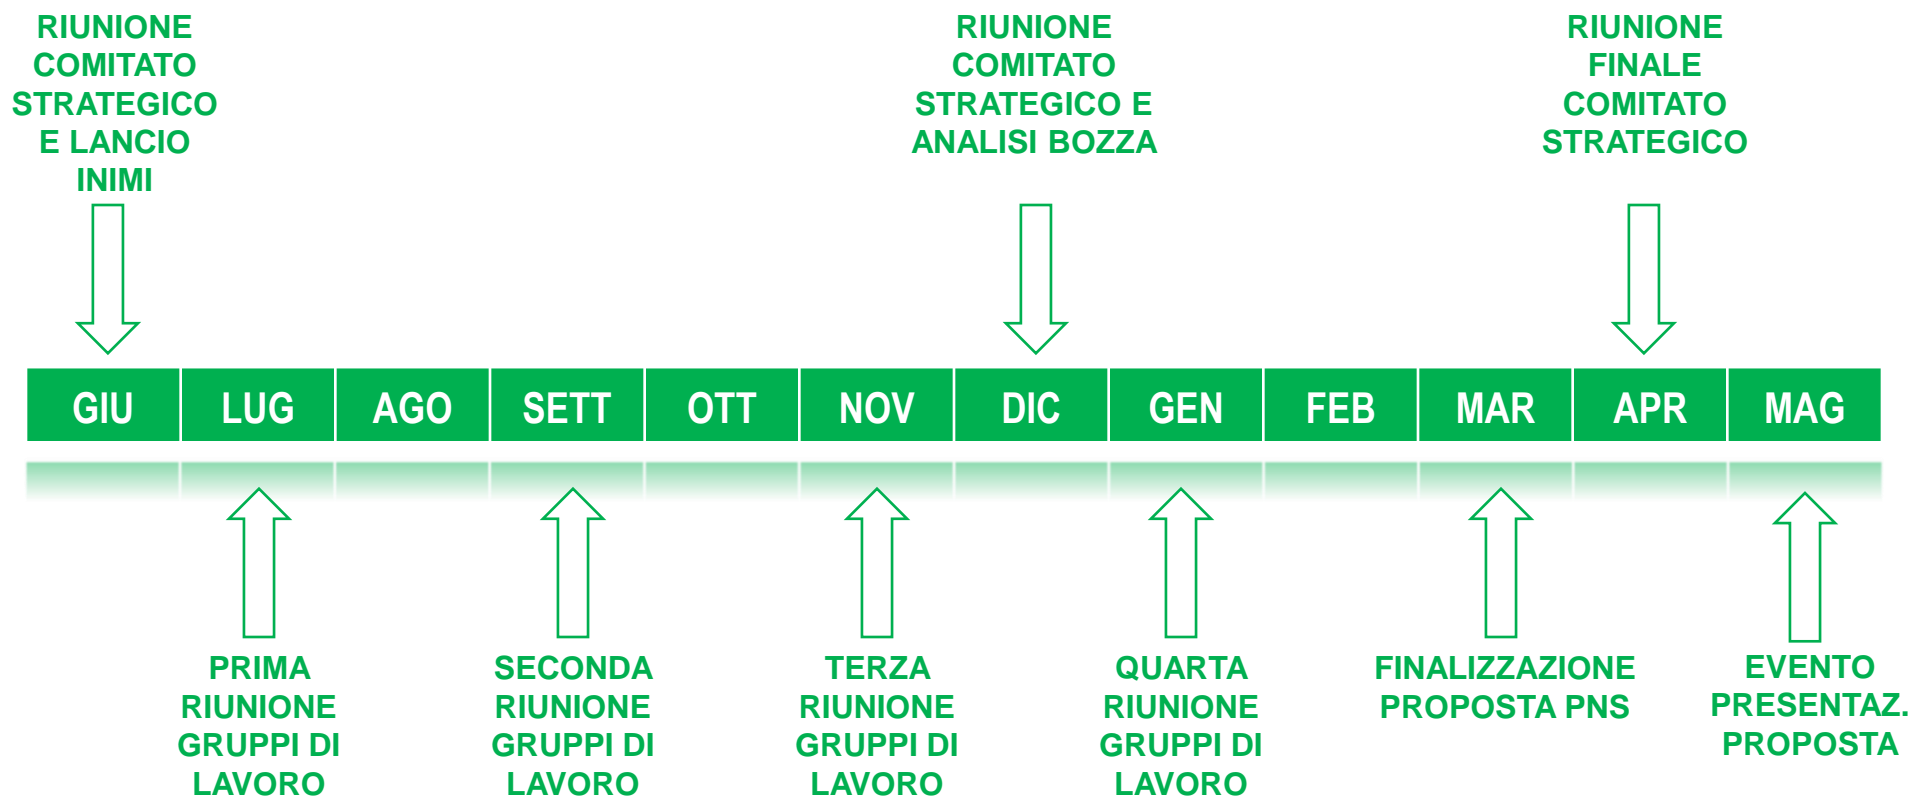 RIUNIONE
COMITATO
STRATEGICO
E LANCIO
INIMI
RIUNIONE
COMITATO
STRATEGICO E
ANALISI BOZZA
RIUNIONE
FINALE
COMITATO
STRATEGICO
GIU LUG AGO SETT OTT NOV DIC GEN FEB MAR APR MAG
PRIMA
RIUNIONE
GRUPPI DI
LAVORO
SECONDA
RIUNIONE
GRUPPI DI
LAVORO
TERZA
RIUNIONE
GRUPPI DI
LAVORO
QUARTA
RIUNIONE
GRUPPI DI
LAVORO
FINALIZZAZIONE
PROPOSTA PNS
EVENTO
PRESENTAZ.
PROPOSTA